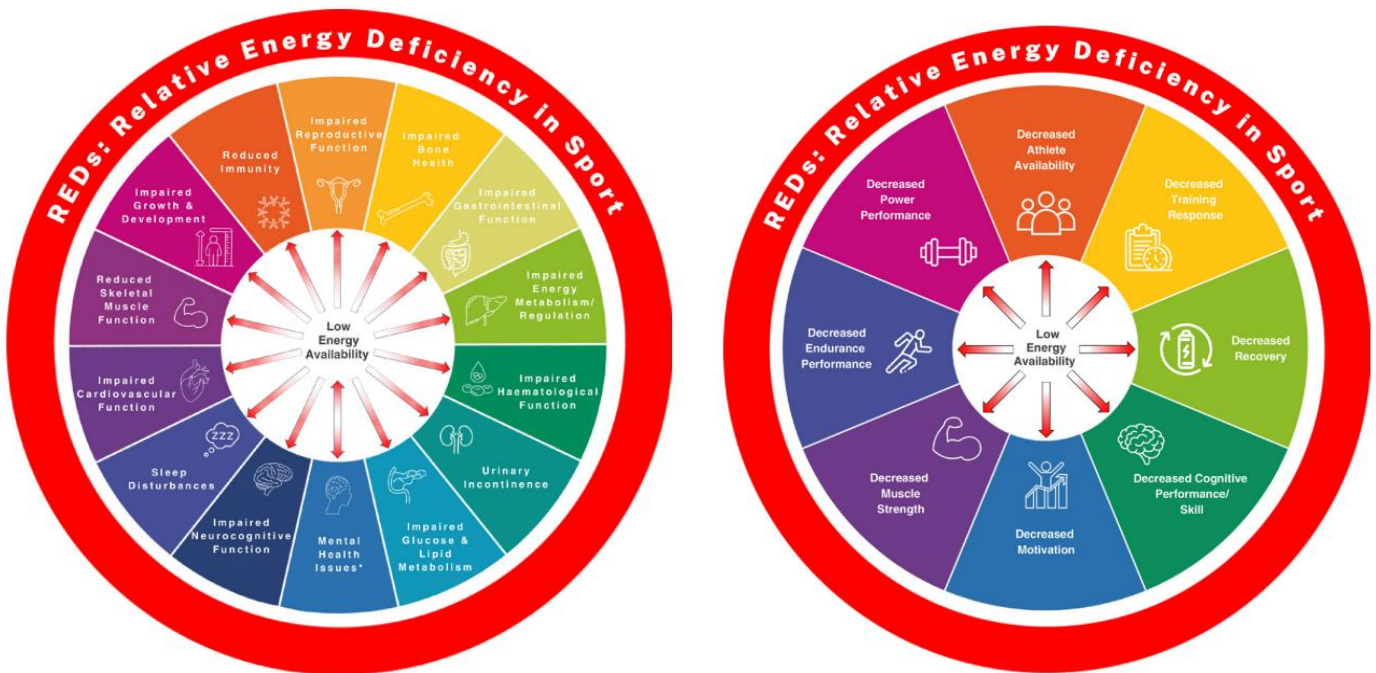 REDs: Relative Energy Deficiency in Sport
Impaired
Reproductive
Function
Impaired
Bone
Health
Impaired
Gastrointestinal
Function
Impaired
Energy
Metabolism/
Regulation
Impaired
Haematological
Function
Urinary
Incontinence
Impaired
Glucose &
Lipid
Metabolism
Mental
Health
Issues*
Impaired
Neurocognitive
Function
Sleep
Disturbances
ZZZ
Impaired
Cardiovascular
Function
Reduced
Skeletal
Muscle
Function
Impaired
Growth &
Development
Reduced
Immunity
Low
Energy
Availability
REDs: Relative Energy Deficiency in Sport
Decreased
Athlete
Availability
Decreased
Training
Response
Decreased
Recovery
Decreased Cognitive
Performance/
Skill
Decreased
Motivation
Decreased
Muscle
Strength
Decreased
Endurance
Performance
Decreased
Power
Performance
Low
Energy
Availability